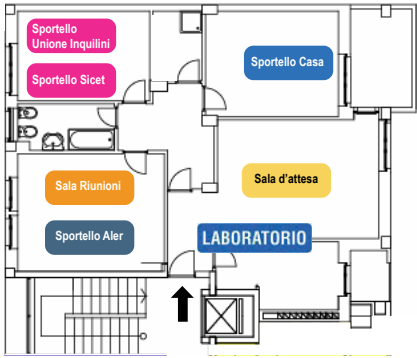 Sportello
Unione Inquilini
Sportello Sicet
Sportello Casa
Sala Riunioni
Sala d'attesa
Sportello Aler
LABORATORIO